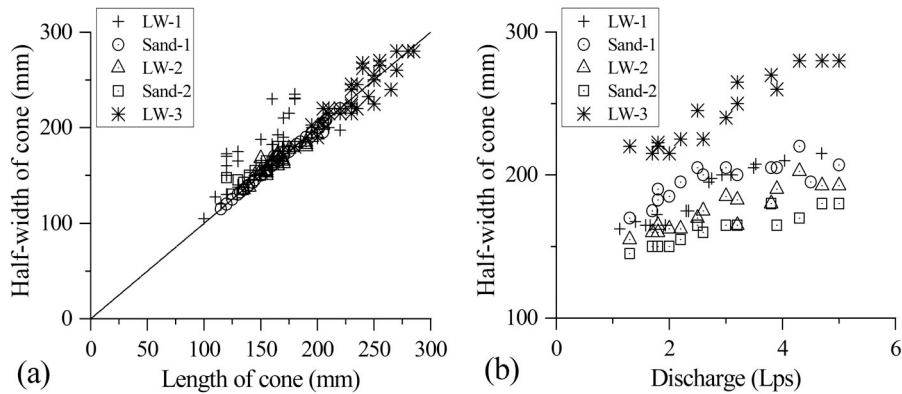 300
200
100
0
Half-width of cone (mm)
LW-1
Sand-1
LW-2
Sand-2
LW-3
0 50 100 150 200 250 300
Length of cone (mm)
(a)
300
200
100
Half-width of cone (mm)
LW-1
Sand-1
LW-2
Sand-2
LW-3
0 2 4 6
Discharge (Lps)
(b)